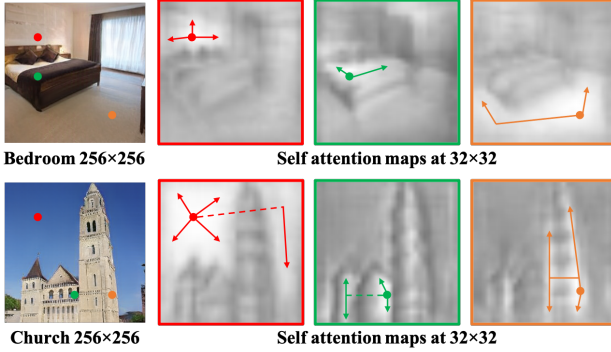 Bedroom 256×256
Self attention maps at 32×32
Church 256×256
Self attention maps at 32×32